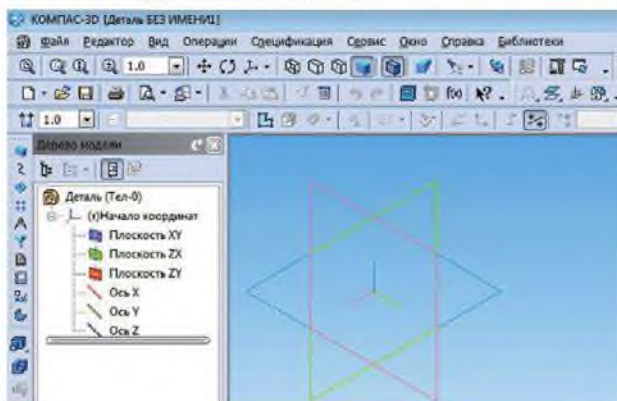 КОМПАС-3D [Деталь БЕЗ ИМЕНИ1]
Файл Редактор Вид Операции Спецификация Сервис Окно Справка Библиотеки
1.0
f(x)
1.0
Дерево модели
Деталь (Тел-0)
(т)Начало координат
Плоскость XY
Плоскость ZX
Плоскость ZY
Ось X
Ось Y
Ось Z